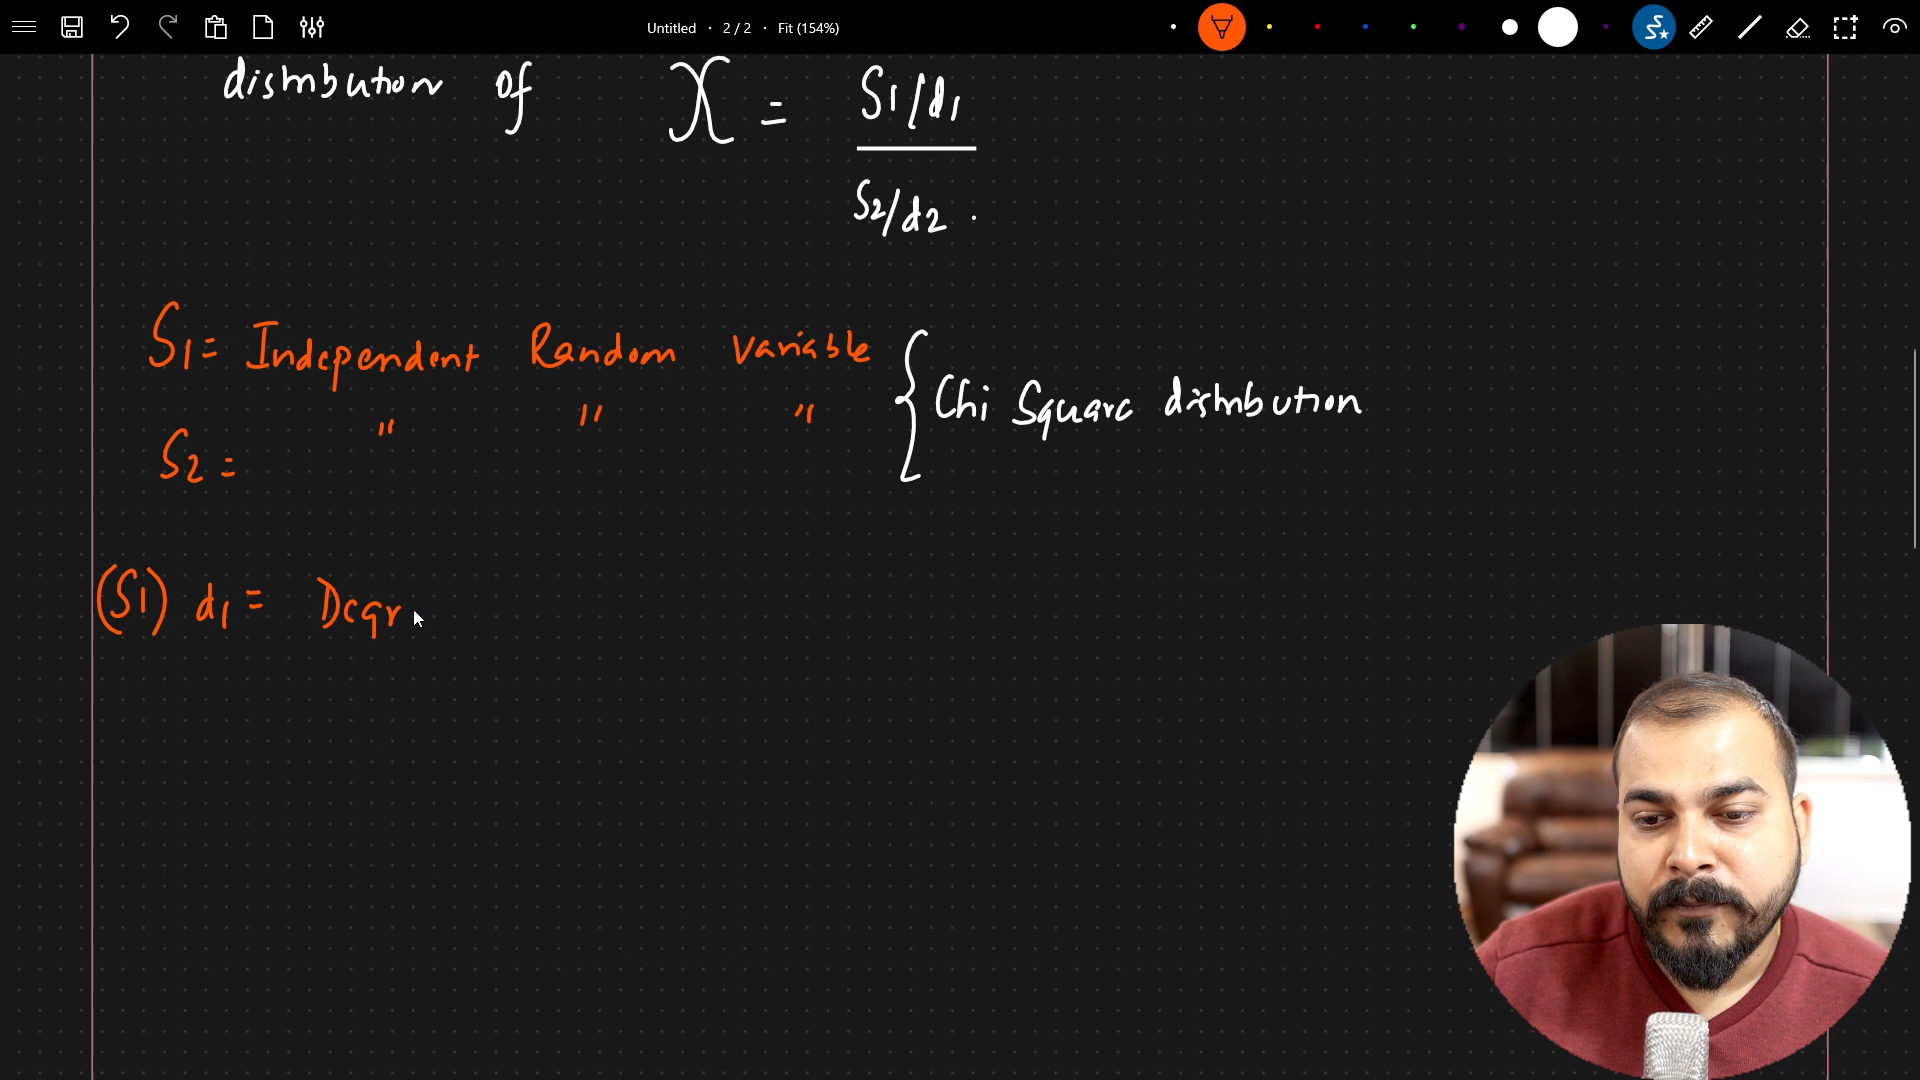 Untitled · 2 / 2 · Fit (154%)
distribution of X = S1/d1
S2/d2 .
S1 = Independent Random variable
Chi Square distribution
S2 = " " "
(S1) d1 = Degr